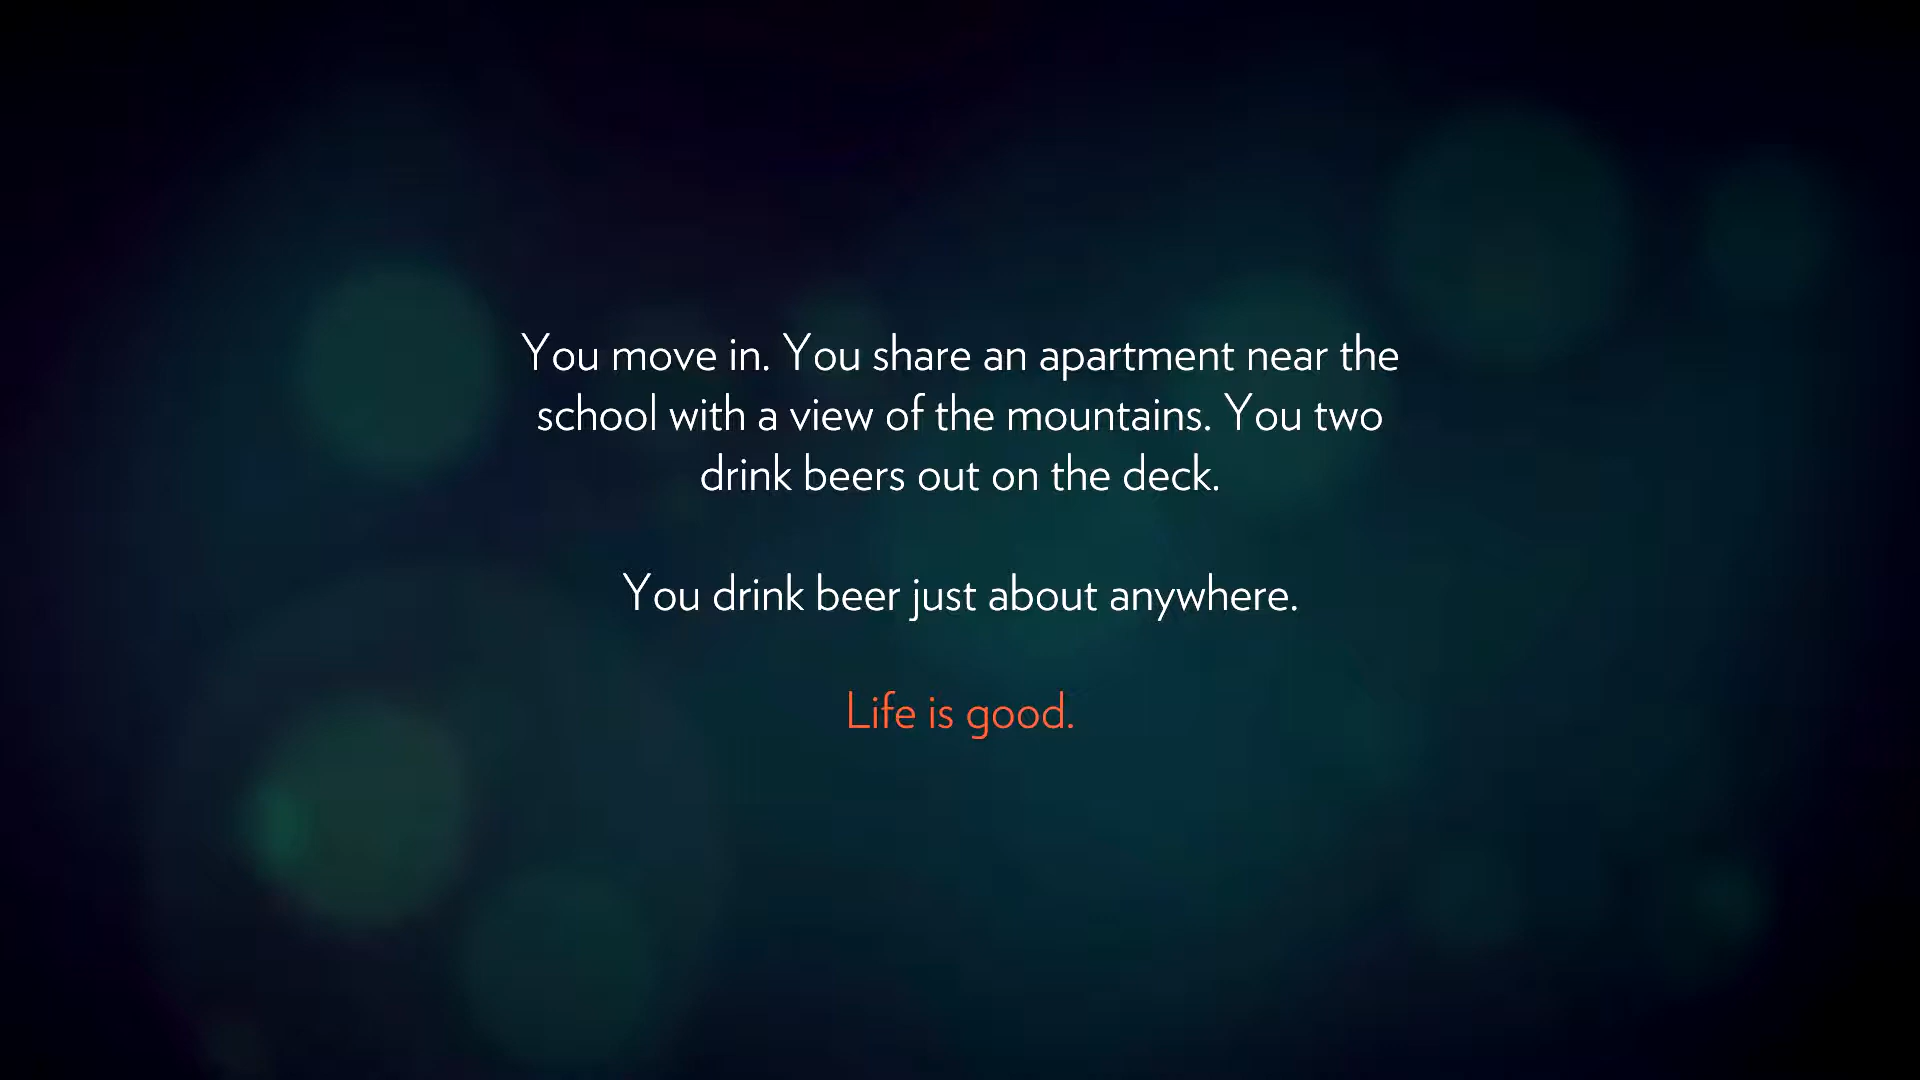 You move in. You share an apartment near the
school with a view of the mountains. You two
drink beers out on the deck.
You drink beer just about anywhere.
Life is good.